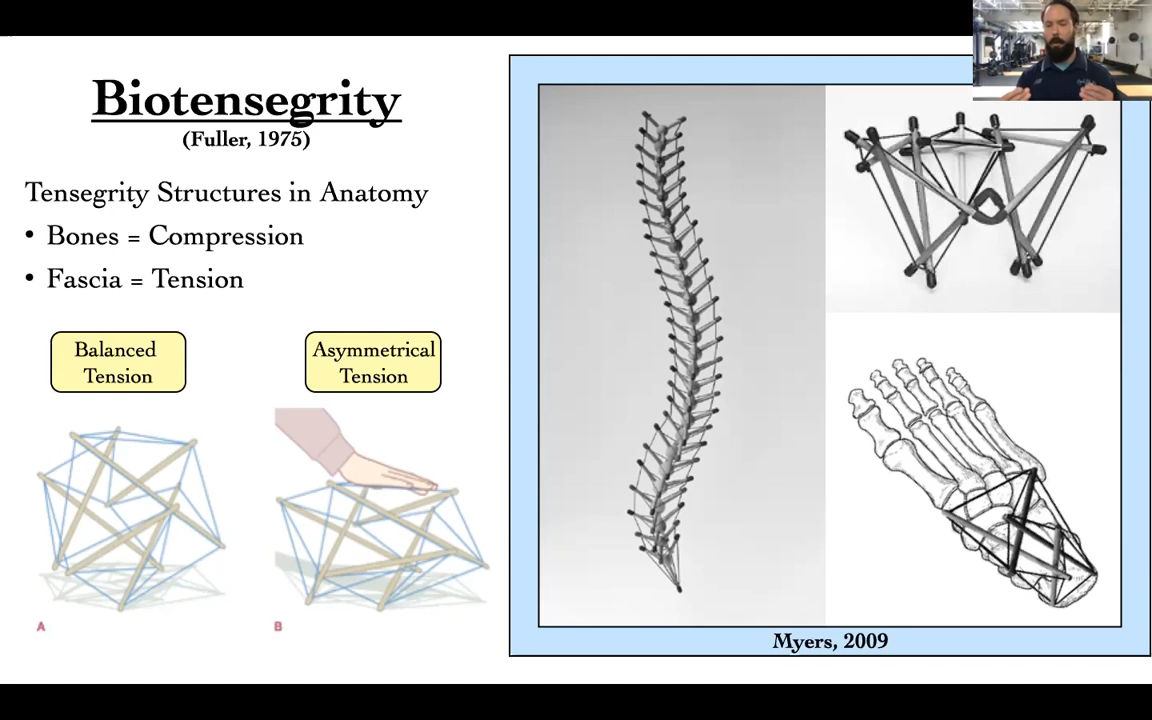 Biotensegrity
(Fuller, 1975)
Tensegrity Structures in Anatomy
• Bones = Compression
• Fascia = Tension
Balanced
Tension
Asymmetrical
Tension
A
B
Myers, 2009